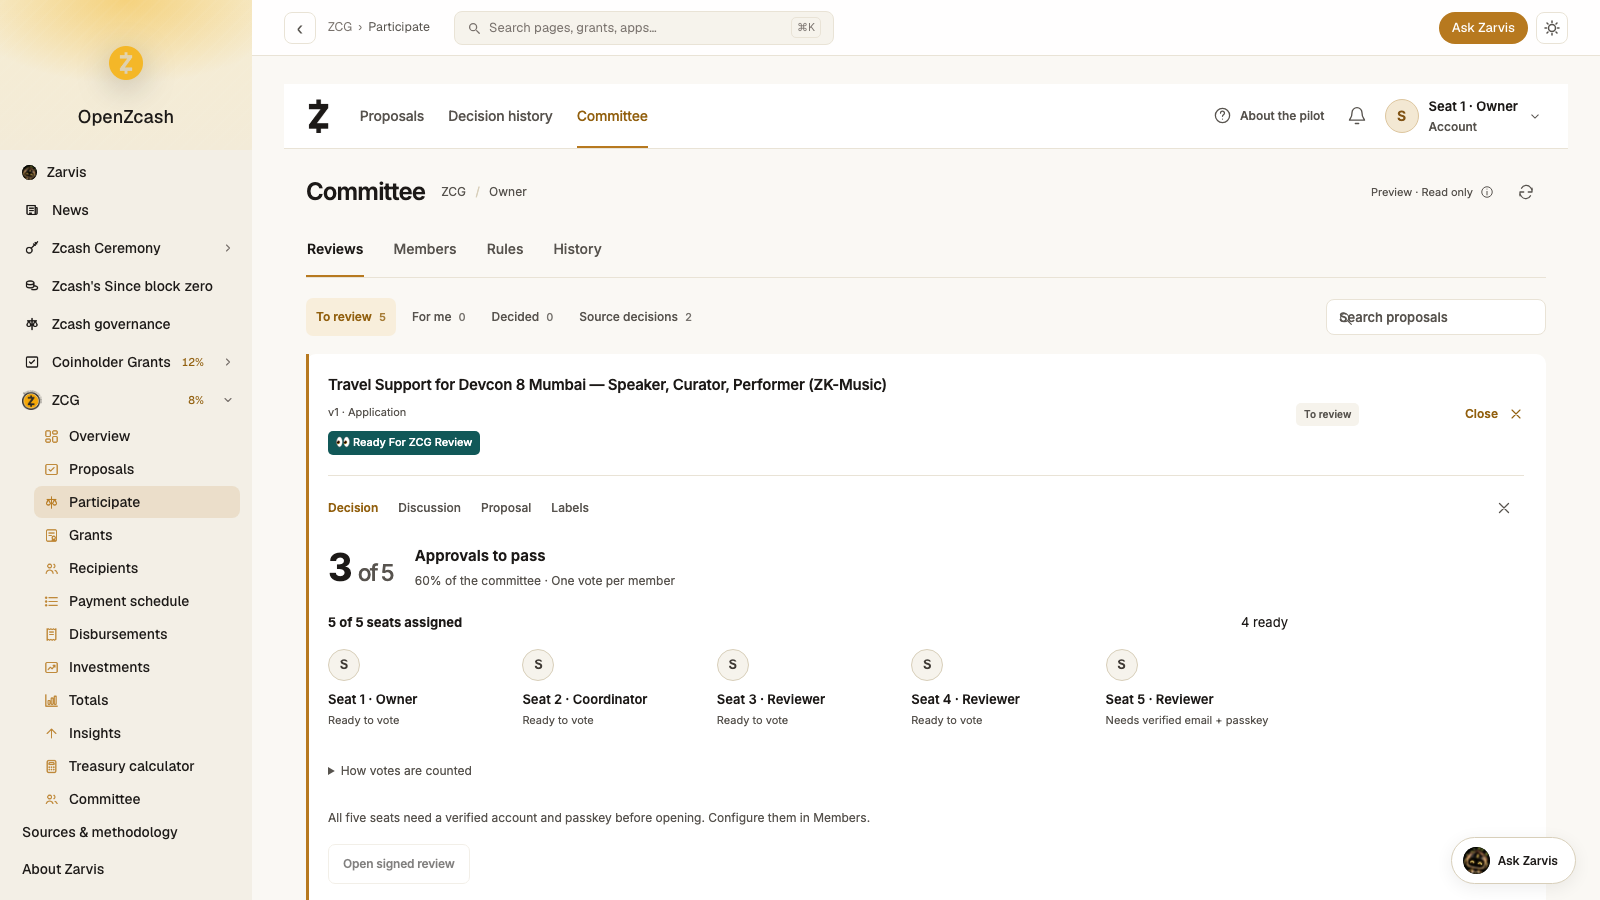 OpenZcash
Zarvis
News
Zcash Ceremony
Zcash's Since block zero
Zcash governance
Coinholder Grants 12%
ZCG 8%
Overview
Proposals
Participate
Grants
Recipients
Payment schedule
Disbursements
Investments
Totals
Insights
Treasury calculator
Committee
Sources & methodology
About Zarvis
ZCG › Participate
Search pages, grants, apps… ⌘K
Ask Zarvis
Proposals Decision history Committee
About the pilot
S
Seat 1 · Owner
Account
Committee ZCG / Owner
Preview · Read only
Reviews Members Rules History
To review 5 For me 0 Decided 0 Source decisions 2
Search proposals
Travel Support for Devcon 8 Mumbai — Speaker, Curator, Performer (ZK-Music)
v1 · Application
To review
Close
👀 Ready For ZCG Review
Decision Discussion Proposal Labels
3 of 5
Approvals to pass
60% of the committee · One vote per member
5 of 5 seats assigned 4 ready
S S S S S
Seat 1 · Owner Seat 2 · Coordinator Seat 3 · Reviewer Seat 4 · Reviewer Seat 5 · Reviewer
Ready to vote Ready to vote Ready to vote Ready to vote Needs verified email + passkey
How votes are counted
All five seats need a verified account and passkey before opening. Configure them in Members.
Open signed review
Ask Zarvis